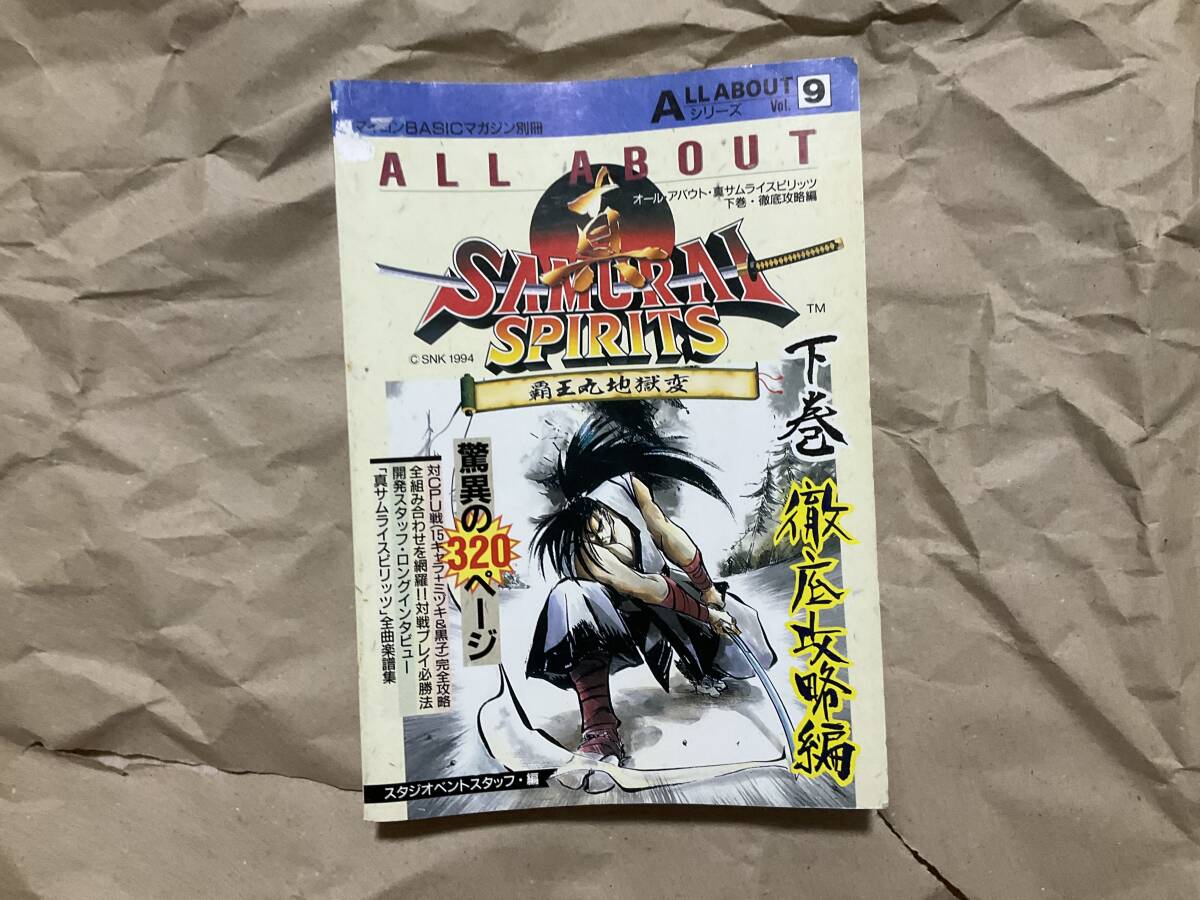 ALL ABOUT
シリーズ Vol. 9
マイコンBASICマガジン別冊
ALL ABOUT
オール・アバウト・真サムライスピリッツ
下巻・徹底攻略編
真
SAMURAI
SPIRITS
TM
© SNK 1994
覇王丸地獄変
下巻 徹底攻略編
驚異の320ページ
対CPU戦(15キャラ+ミヅキ&黒子)完全攻略
全組み合わせを網羅!!対戦プレイ必勝法
開発スタッフ・ロングインタビュー
「真サムライスピリッツ」全曲楽譜集
スタジオベントスタッフ・編